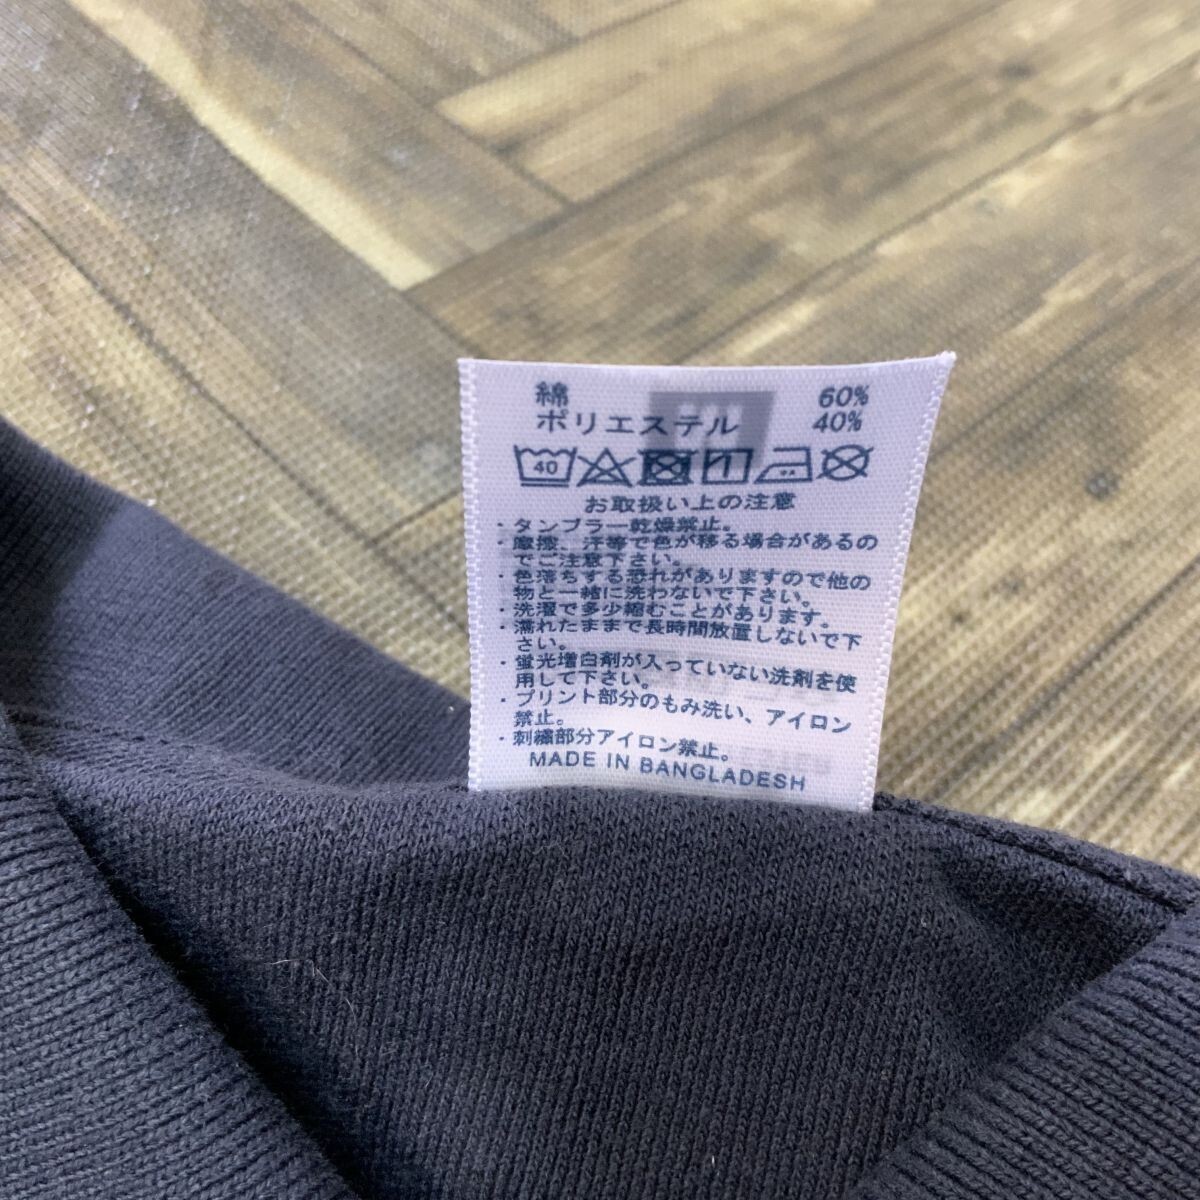 綿 60%
ポリエステル 40%
40
お取扱い上の注意
・タンブラー乾燥禁止。
・摩擦、汗等で色が移る場合があるの
でご注意下さい。
・色落ちする恐れがありますので他の
物と一緒に洗わないで下さい。
・洗濯で多少縮むことがあります。
・濡れたままで長時間放置しないで下
さい。
・蛍光増白剤が入っていない洗剤を使
用して下さい。
・プリント部分のもみ洗い、アイロン
禁止。
・刺繍部分アイロン禁止。
MADE IN BANGLADESH